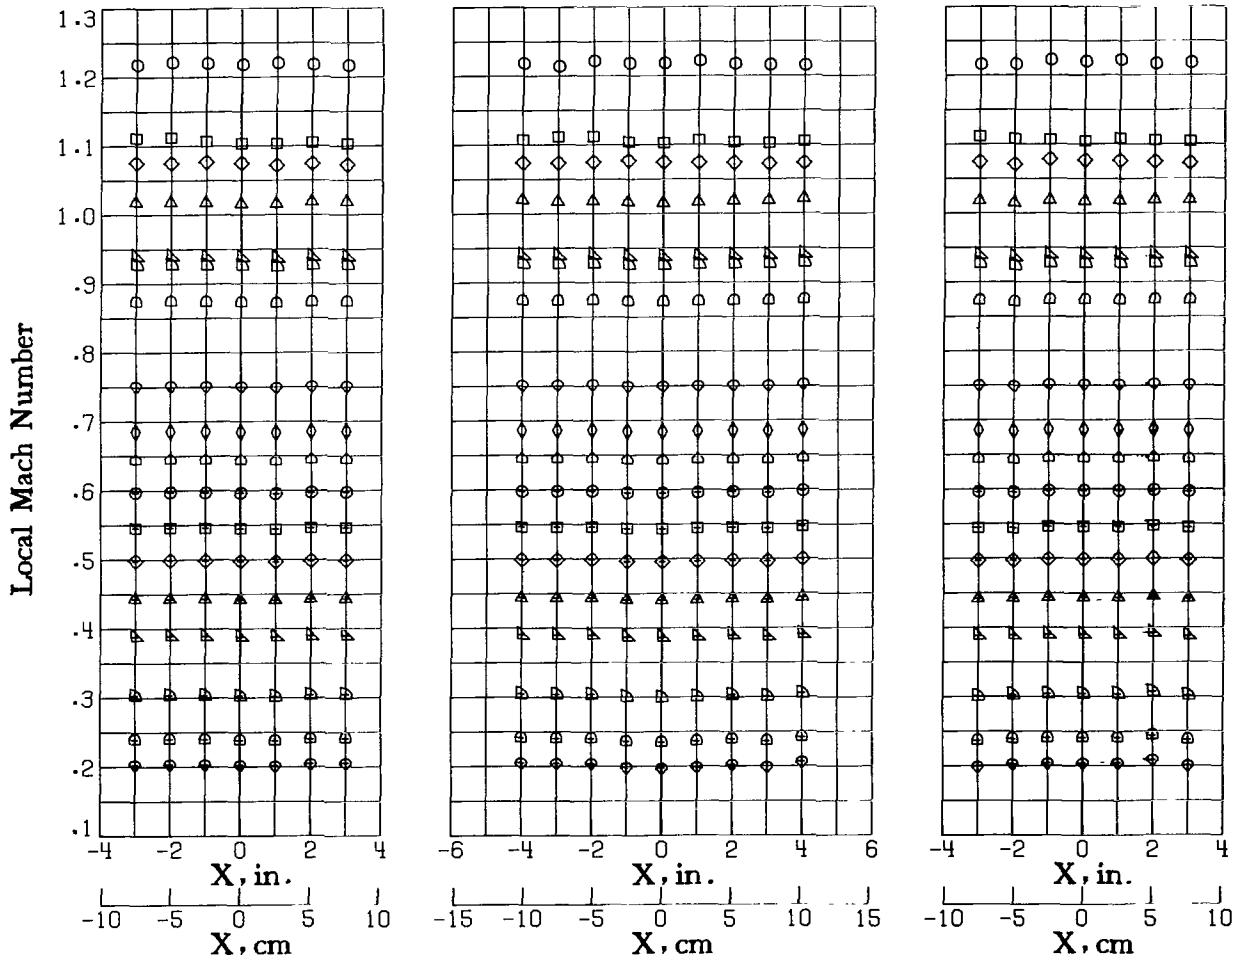 Local Mach Number
1.3
1.2
1.1
1.0
.9
.8
.7
.6
.5
.4
.3
.2
.1
-4 -2 0 2 4
X, in.
-10 -5 0 5 10
X, cm
-6 -4 -2 0 2 4 6
X, in.
-15 -10 -5 0 5 10 15
X, cm
-4 -2 0 2 4
X, in.
-10 -5 0 5 10
X, cm